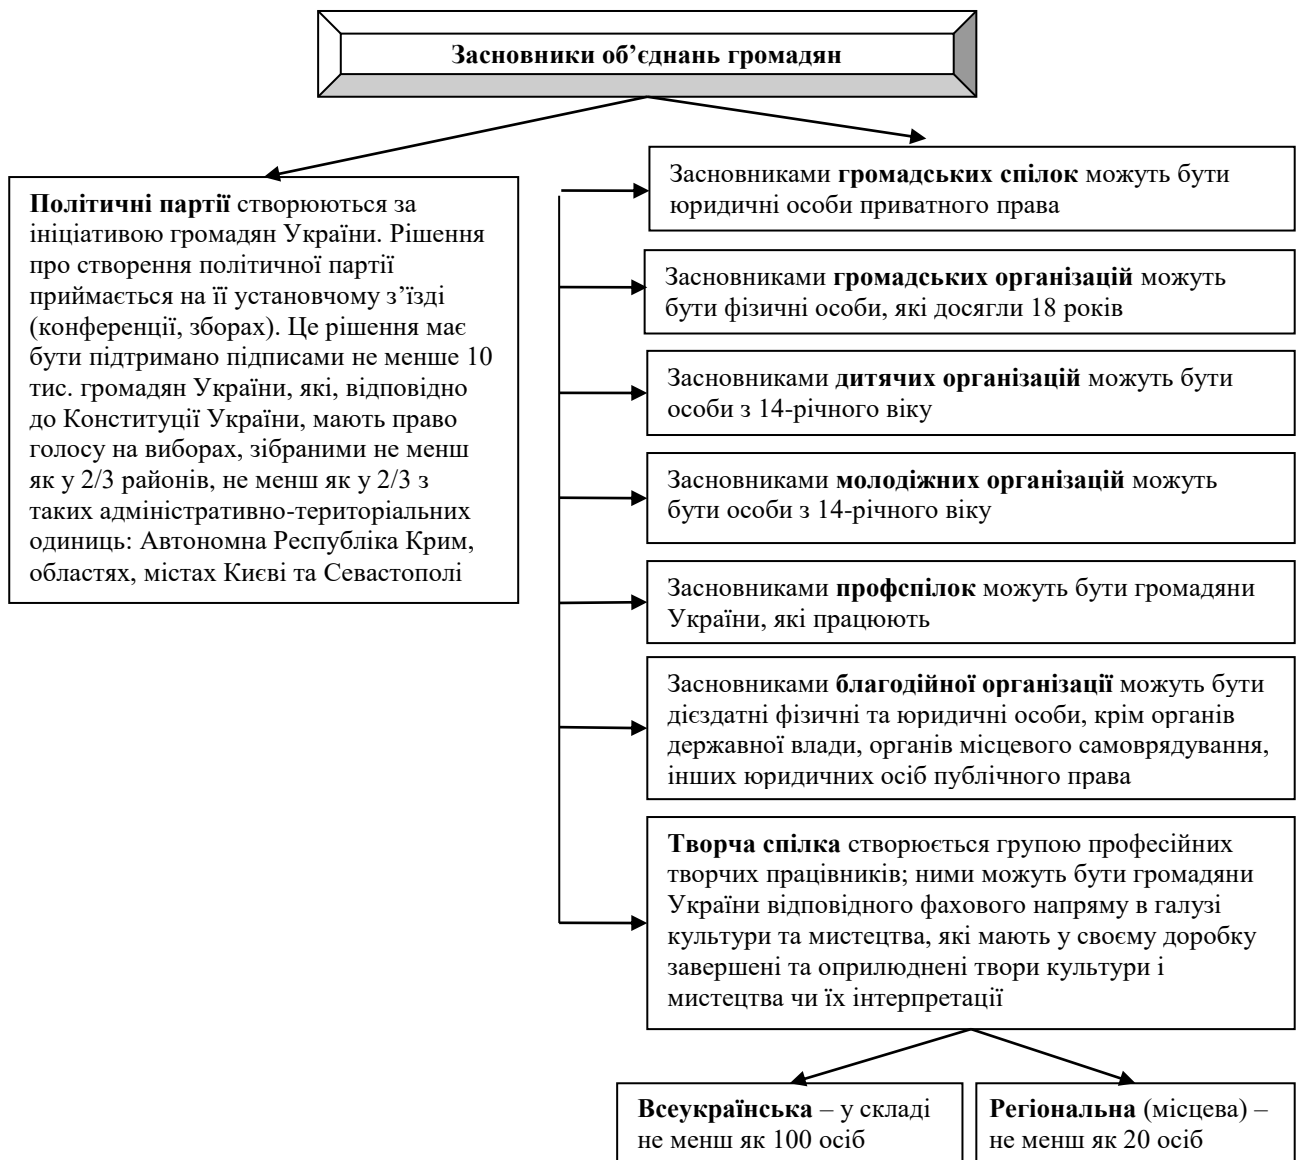 Засновники об’єднань громадян
Політичні партії створюються за
ініціативою громадян України. Рішення
про створення політичної партії
приймається на її установчому з’їзді
(конференції, зборах). Це рішення має
бути підтримано підписами не менше 10
тис. громадян України, які, відповідно
до Конституції України, мають право
голосу на виборах, зібраними не менш
як у 2/3 районів, не менш як у 2/3 з
таких адміністративно-територіальних
одиниць: Автономна Республіка Крим,
областях, містах Києві та Севастополі
Засновниками громадських спілок можуть бути
юридичні особи приватного права
Засновниками громадських організацій можуть
бути фізичні особи, які досягли 18 років
Засновниками дитячих організацій можуть бути
особи з 14-річного віку
Засновниками молодіжних організацій можуть
бути особи з 14-річного віку
Засновниками профспілок можуть бути громадяни
України, які працюють
Засновниками благодійної організації можуть бути
дієздатні фізичні та юридичні особи, крім органів
державної влади, органів місцевого самоврядування,
інших юридичних осіб публічного права
Творча спілка створюється групою професійних
творчих працівників; ними можуть бути громадяни
України відповідного фахового напряму в галузі
культури та мистецтва, які мають у своєму доробку
завершені та оприлюднені твори культури і
мистецтва чи їх інтерпретації
Всеукраїнська – у складі
не менш як 100 осіб
Регіональна (місцева) –
не менш як 20 осіб